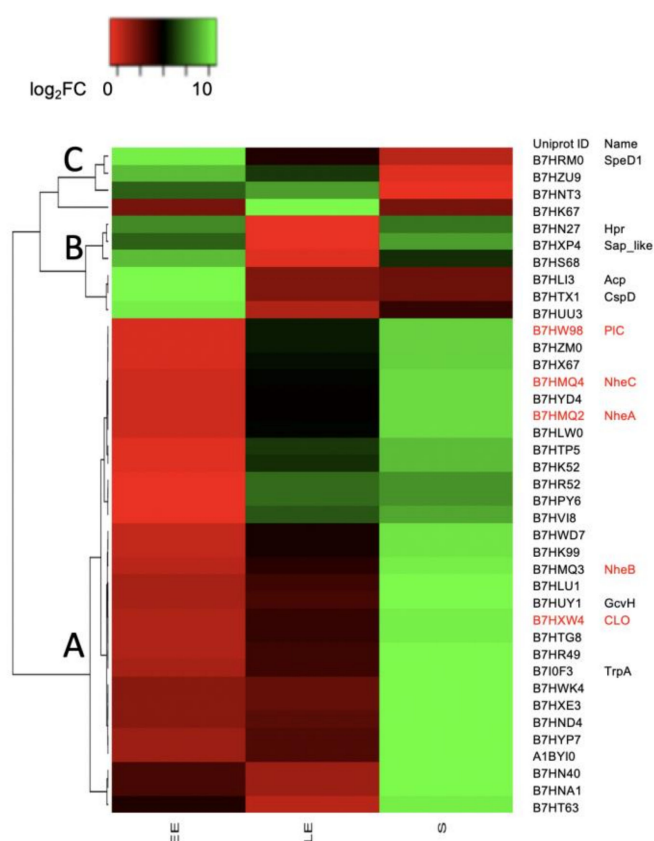 log₂FC 0 10
Uniprot ID Name
C
B7HRM0 SpeD1
B7HZU9
B7HNT3
B7HK67
B
B7HN27 Hpr
B7HXP4 Sap_like
B7HS68
B7HLI3 Acp
B7HTX1 CspD
B7HUU3
B7HW98 PlC
B7HZM0
B7HX67
B7HMQ4 NheC
B7HYD4
B7HMQ2 NheA
B7HLW0
B7HTP5
B7HK52
B7HR52
B7HPY6
B7HVI8
B7HWD7
B7HK99
B7HMQ3 NheB
B7HLU1
B7HUY1 GcvH
B7HXW4 CLO
A
B7HTG8
B7HR49
B7I0F3 TrpA
B7HWK4
B7HXE3
B7HND4
B7HYP7
A1BYI0
B7HN40
B7HNA1
B7HT63
EE LE S